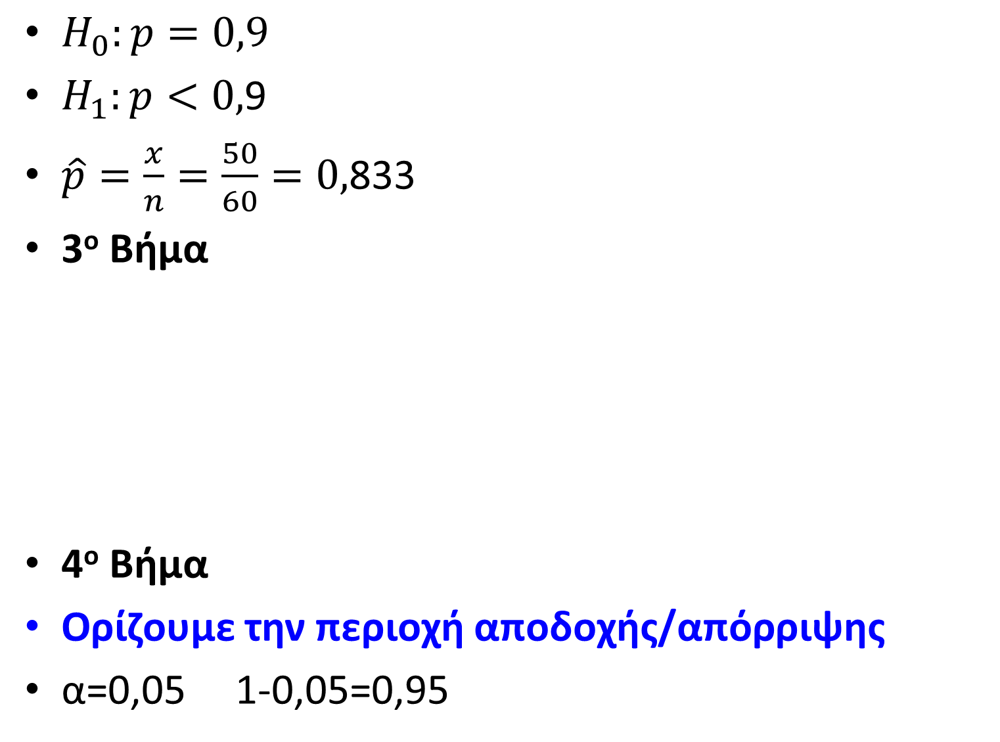 • H₀: p = 0,9
• H₁: p < 0,9
• p̂ = x/n = 50/60 = 0,833
• 3ο Βήμα
• 4ο Βήμα
• Ορίζουμε την περιοχή αποδοχής/απόρριψης
• α=0,05 1-0,05=0,95